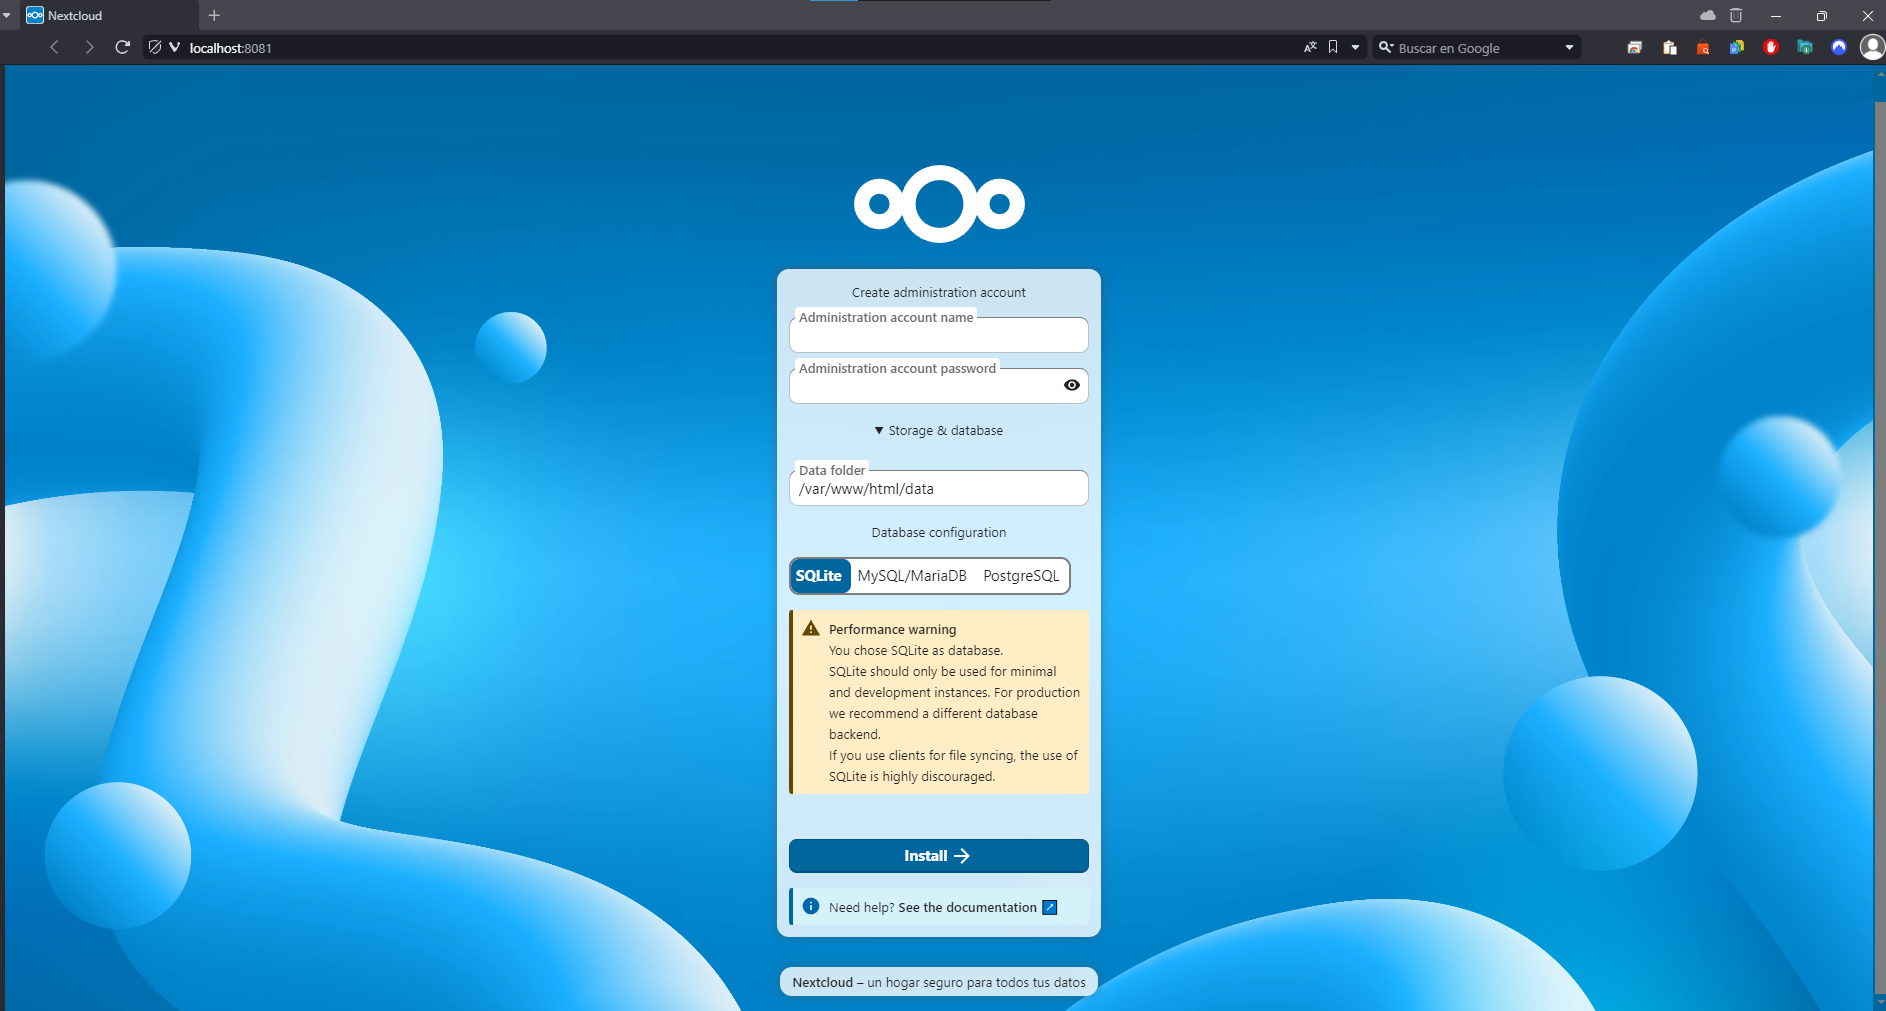 Nextcloud
localhost:8081
Buscar en Google
Create administration account
Administration account name
Administration account password
▼ Storage & database
Data folder
/var/www/html/data
Database configuration
SQLite MySQL/MariaDB PostgreSQL
Performance warning
You chose SQLite as database.
SQLite should only be used for minimal
and development instances. For production
we recommend a different database
backend.
If you use clients for file syncing, the use of
SQLite is highly discouraged.
Install →
Need help? See the documentation
Nextcloud – un hogar seguro para todos tus datos